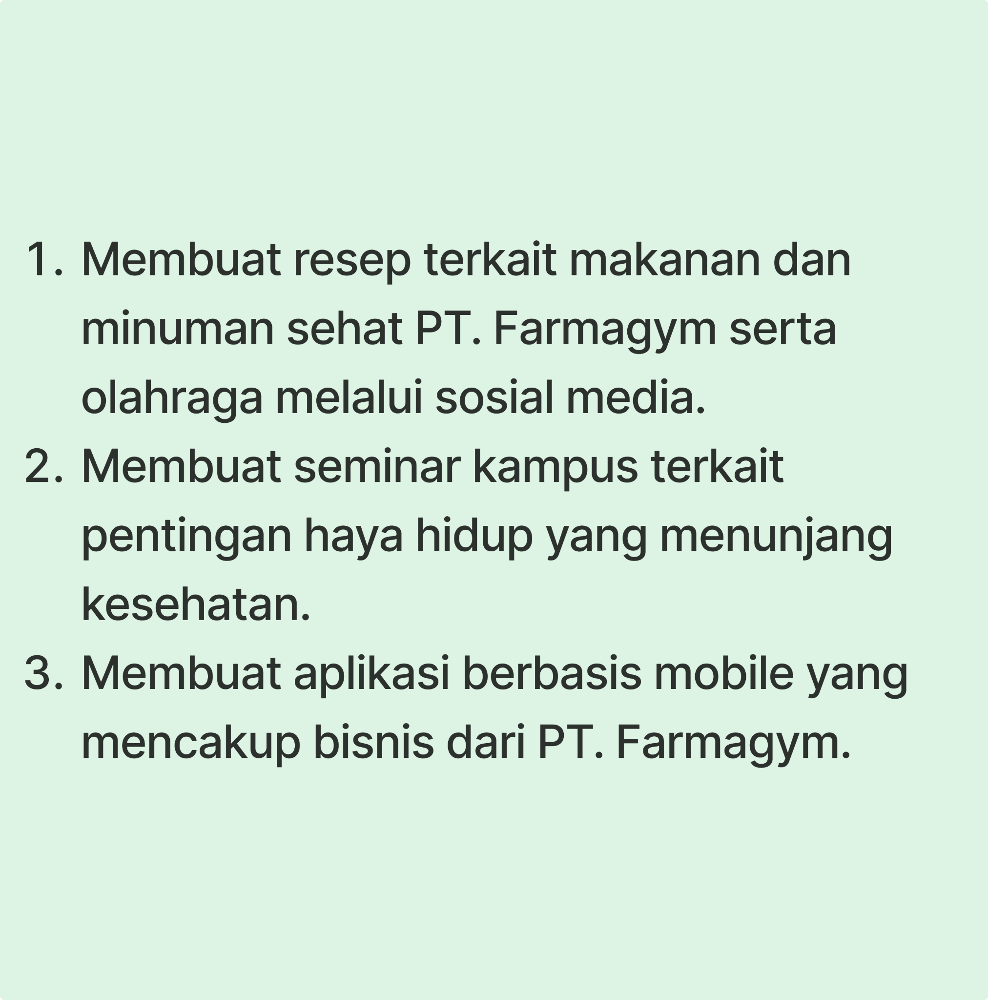 1. Membuat resep terkait makanan dan
minuman sehat PT. Farmagym serta
olahraga melalui sosial media.
2. Membuat seminar kampus terkait
pentingan haya hidup yang menunjang
kesehatan.
3. Membuat aplikasi berbasis mobile yang
mencakup bisnis dari PT. Farmagym.